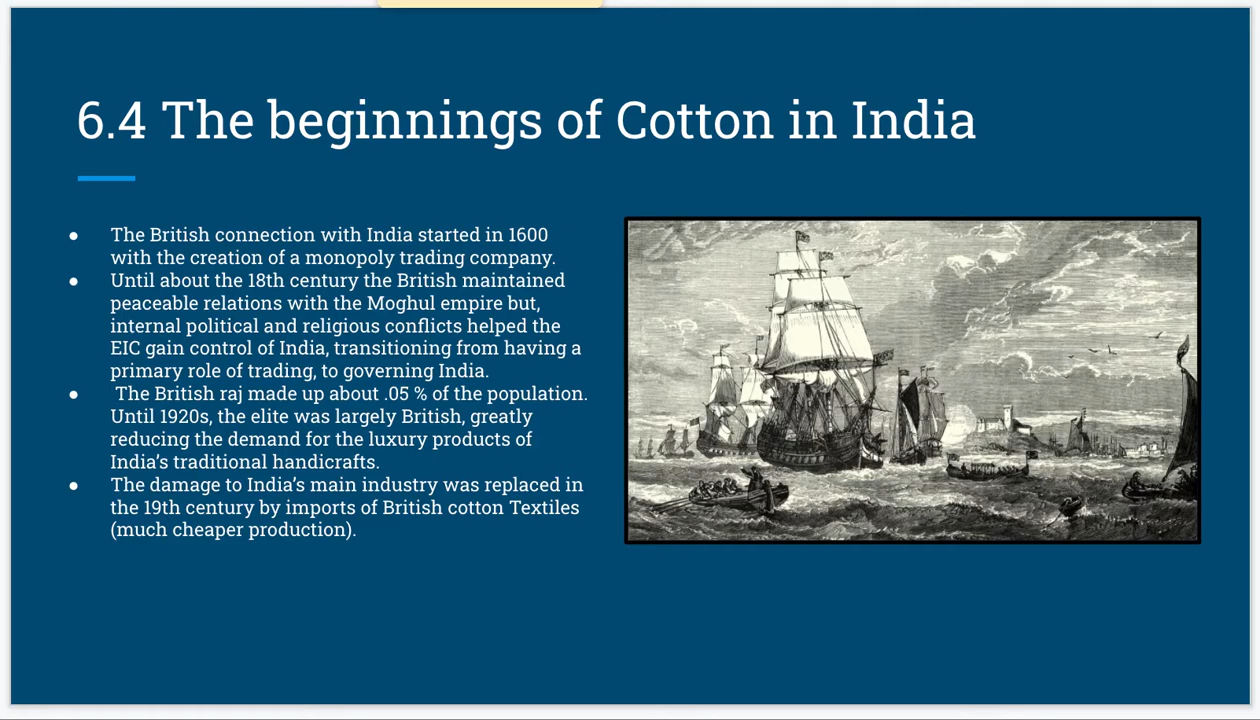 6.4 The beginnings of Cotton in India
● The British connection with India started in 1600
with the creation of a monopoly trading company.
● Until about the 18th century the British maintained
peaceable relations with the Moghul empire but,
internal political and religious conflicts helped the
EIC gain control of India, transitioning from having a
primary role of trading, to governing India.
● The British raj made up about .05 % of the population.
Until 1920s, the elite was largely British, greatly
reducing the demand for the luxury products of
India’s traditional handicrafts.
● The damage to India’s main industry was replaced in
the 19th century by imports of British cotton Textiles
(much cheaper production).